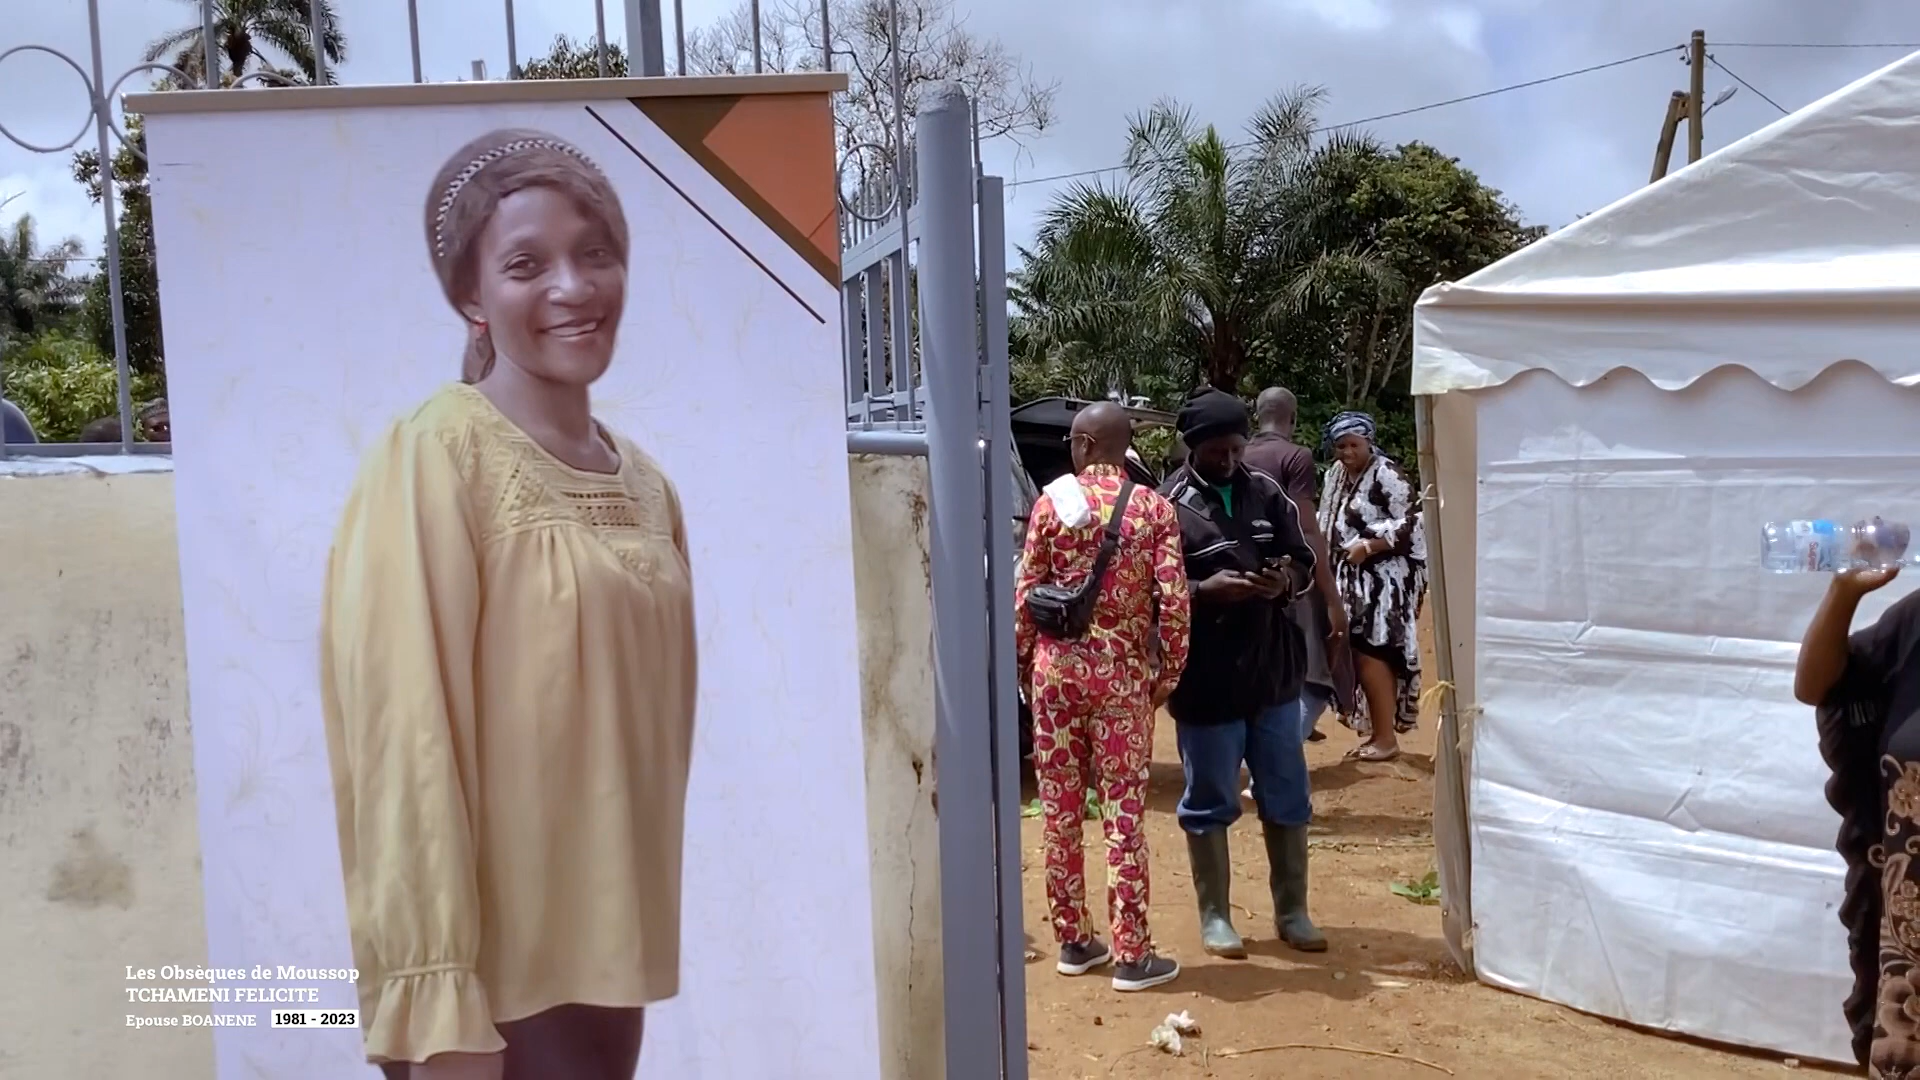 Les Obsèques de Moussop
TCHAMENI FELICITE
Epouse BOANENE 1981 - 2023